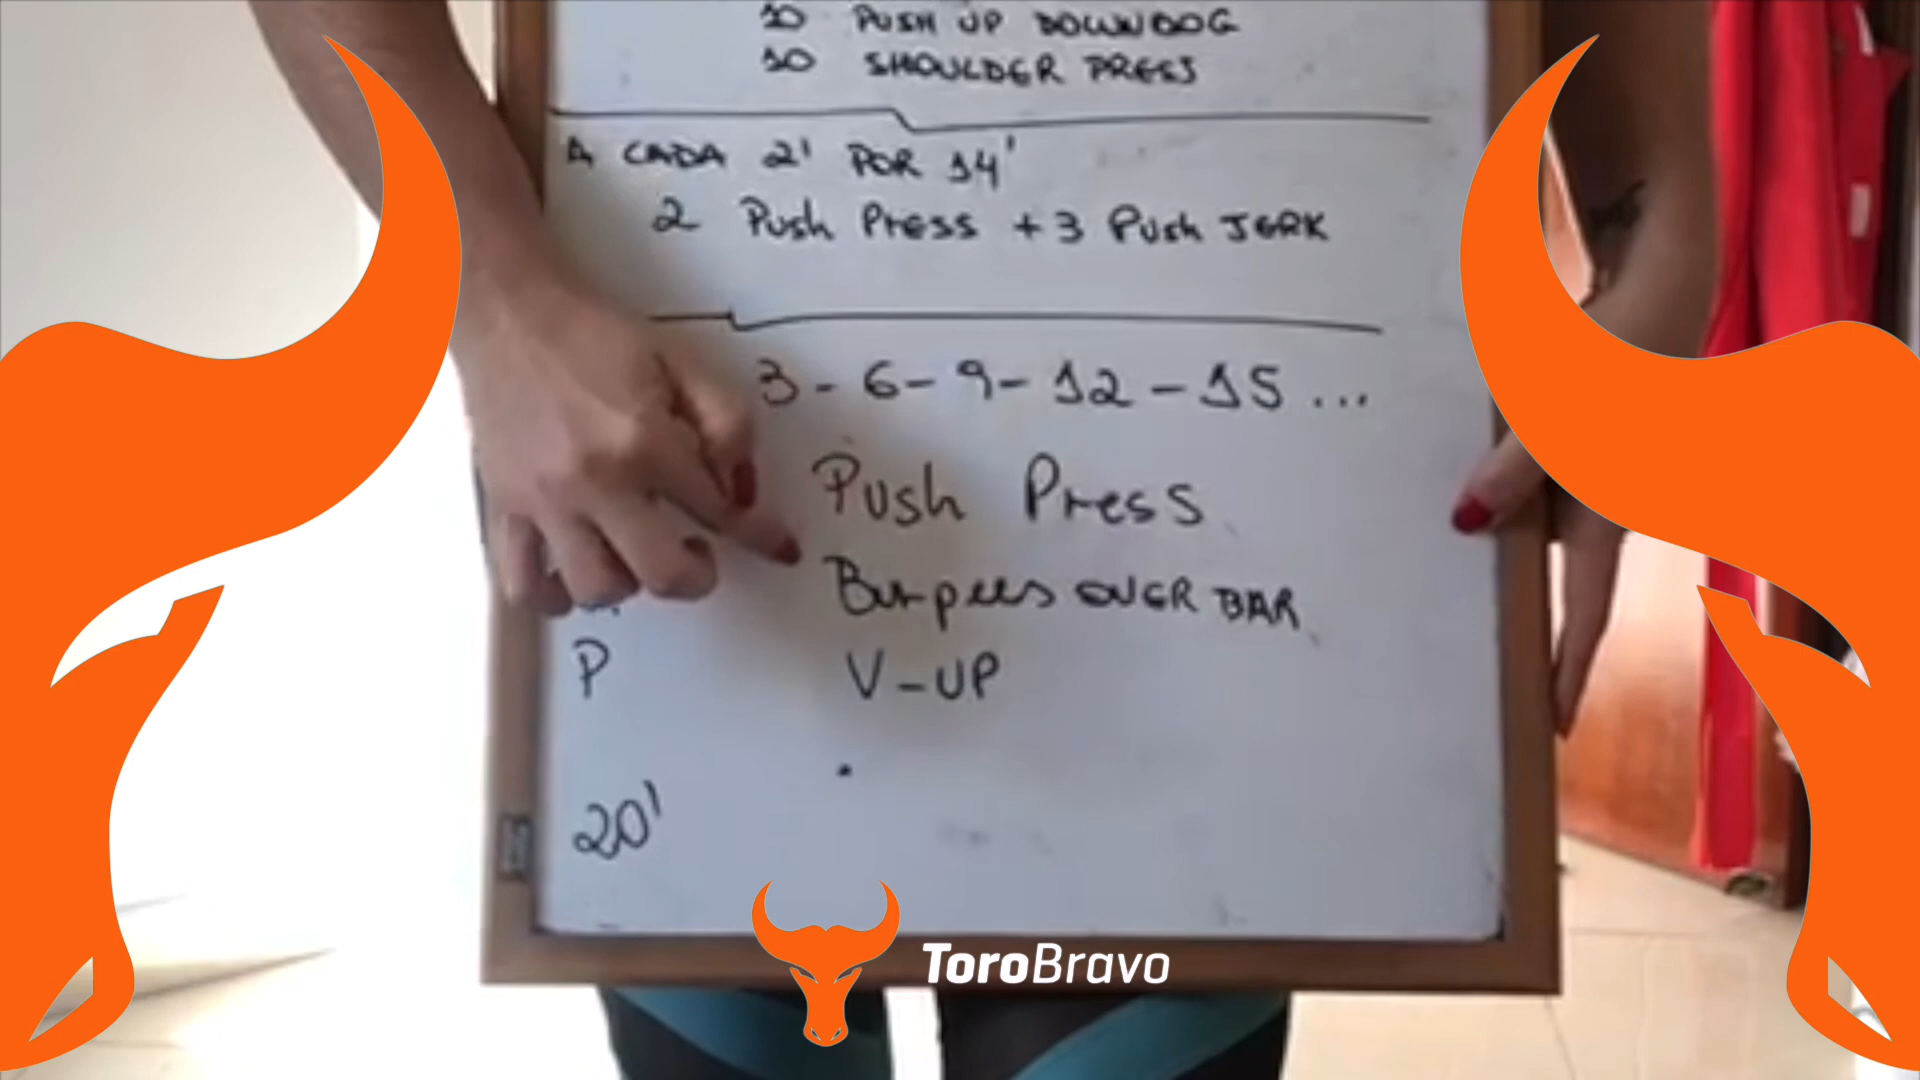 10 PUSH UP DOWNDOG
10 SHOULDER PRESS
A CADA 2' POR 14'
2 Push Press + 3 Push JERK
3 - 6 - 9 - 12 - 15 ...
Push Press
Burpees OVER BAR
P V-UP
20'
ToroBravo